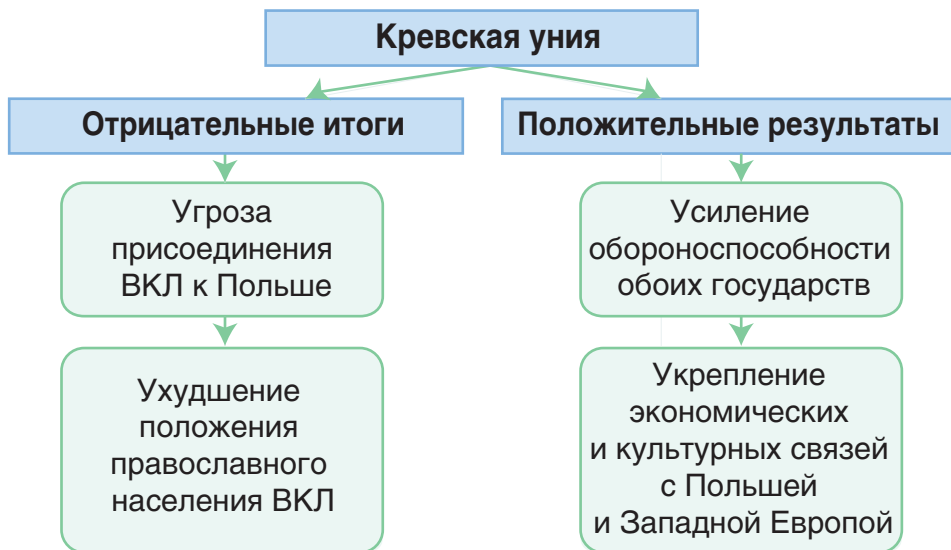 Кревская уния
Отрицательные итоги
Угроза
присоединения
ВКЛ к Польше
Ухудшение
положения
православного
населения ВКЛ
Положительные результаты
Усиление
обороноспособности
обоих государств
Укрепление
экономических
и культурных связей
с Польшей
и Западной Европой